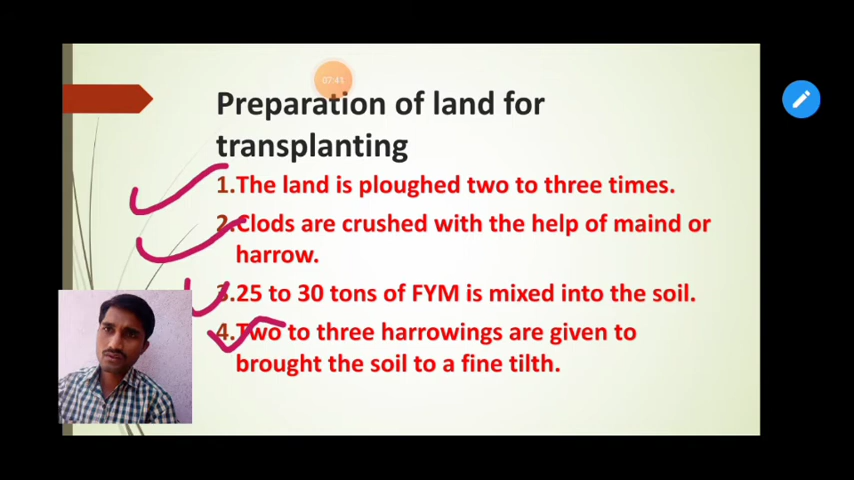 07:41
Preparation of land for
transplanting
1.The land is ploughed two to three times.
2.Clods are crushed with the help of maind or
harrow.
3.25 to 30 tons of FYM is mixed into the soil.
4.Two to three harrowings are given to
brought the soil to a fine tilth.